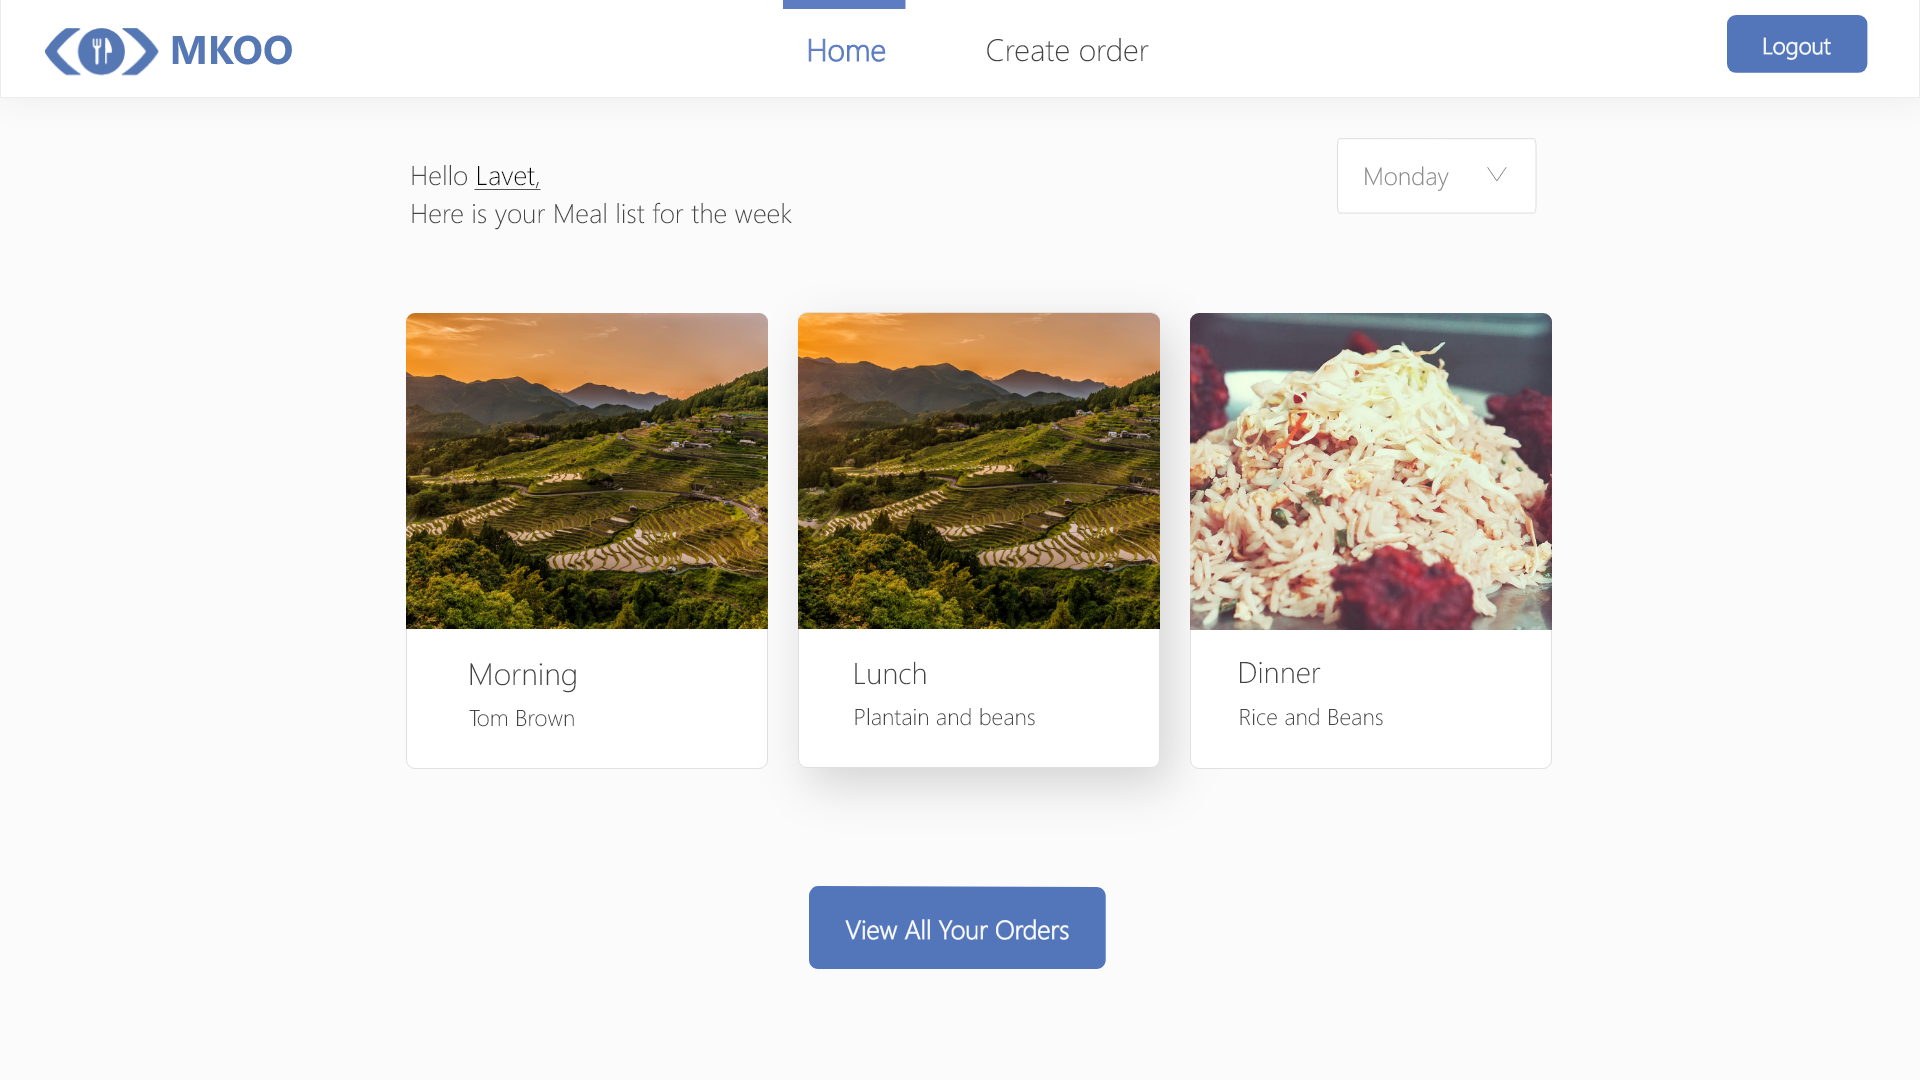 MKOO
Home
Create order
Logout
Hello Lavet,
Here is your Meal list for the week
Monday
Morning
Tom Brown
Lunch
Plantain and beans
Dinner
Rice and Beans
View All Your Orders